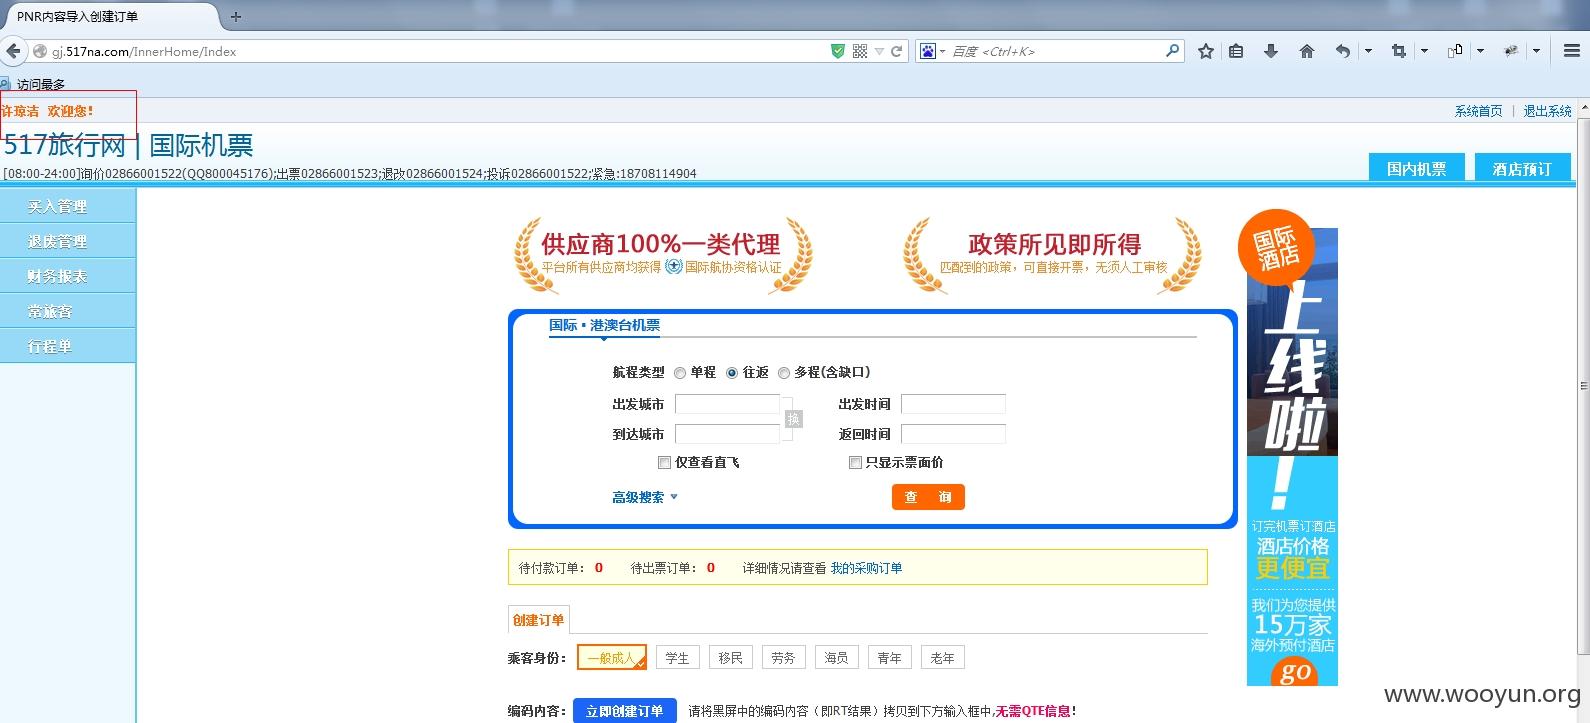 PNR内容导入创建订单
gj.517na.com/InnerHome/Index
百度 <Ctrl+K>
访问最多
许琼洁 欢迎您!
系统首页 | 退出系统
517旅行网 | 国际机票
[08:00-24:00]询价02866001522(QQ800045176);出票02866001523;退改02866001524;投诉02866001522;紧急:18708114904
国内机票
酒店预订
买入管理
退废管理
财务报表
常旅客
行程单
供应商100%一类代理
平台所有供应商均获得 国际航协资格认证
政策所见即所得
匹配到的政策，可直接开票，无须人工审核
国际·港澳台机票
航程类型 单程 往返 多程(含缺口)
出发城市 出发时间
换
到达城市 返回时间
仅查看直飞 只显示票面价
高级搜索
查 询
待付款订单： 0 待出票订单： 0 详细情况请查看 我的采购订单
创建订单
乘客身份： 一般成人 学生 移民 劳务 海员 青年 老年
编码内容： 立即创建订单 请将黑屏中的编码内容（即RT结果）拷贝到下方输入框中,无需QTE信息！
国际
酒店
上线啦！
订完机票订酒店
酒店价格
更便宜
我们为您提供
15万家
海外预付酒店
go
www.wooyun.org